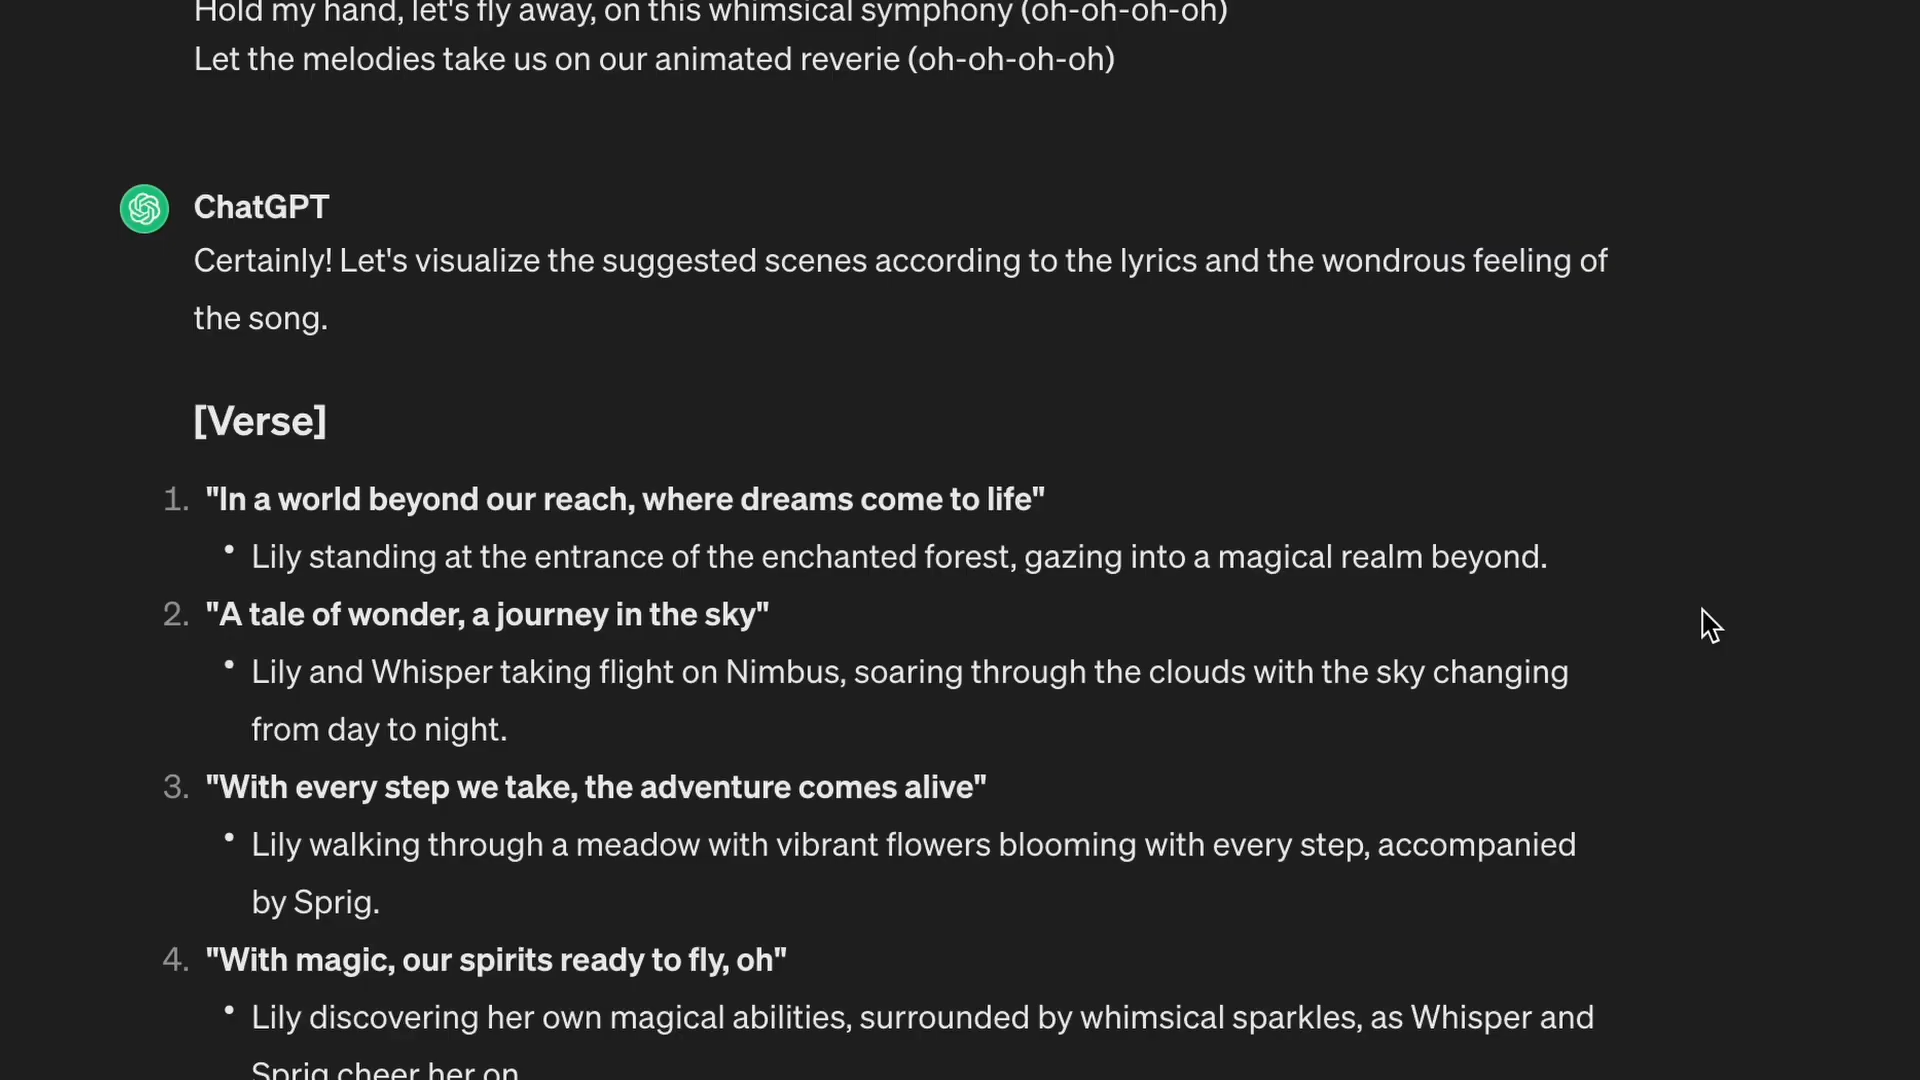 Hold my hand, let's fly away, on this whimsical symphony (oh-oh-oh-oh)
Let the melodies take us on our animated reverie (oh-oh-oh-oh)
ChatGPT
Certainly! Let's visualize the suggested scenes according to the lyrics and the wondrous feeling of
the song.
[Verse]
1. "In a world beyond our reach, where dreams come to life"
• Lily standing at the entrance of the enchanted forest, gazing into a magical realm beyond.
2. "A tale of wonder, a journey in the sky"
• Lily and Whisper taking flight on Nimbus, soaring through the clouds with the sky changing
from day to night.
3. "With every step we take, the adventure comes alive"
• Lily walking through a meadow with vibrant flowers blooming with every step, accompanied
by Sprig.
4. "With magic, our spirits ready to fly, oh"
• Lily discovering her own magical abilities, surrounded by whimsical sparkles, as Whisper and
Sprig cheer her on.